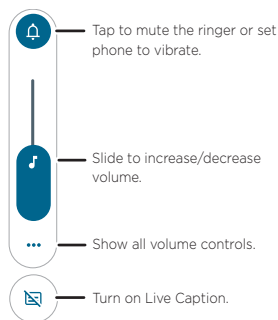 Tap to mute the ringer or set
phone to vibrate.
Slide to increase/decrease
volume.
Show all volume controls.
Turn on Live Caption.